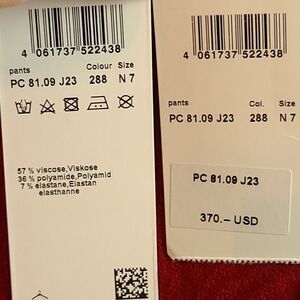 4 061737 522438
pants Colour Size
PC 81.09 J23 288 N 7
57 % viscose,Viskose
36 % polyamide,Polyamid
7 % elastane,Elastan
elasthanne
4 061737 522438
pants Col. Size
PC 81.09 J23 288 N 7
PC 81.09 J23
370.– USD